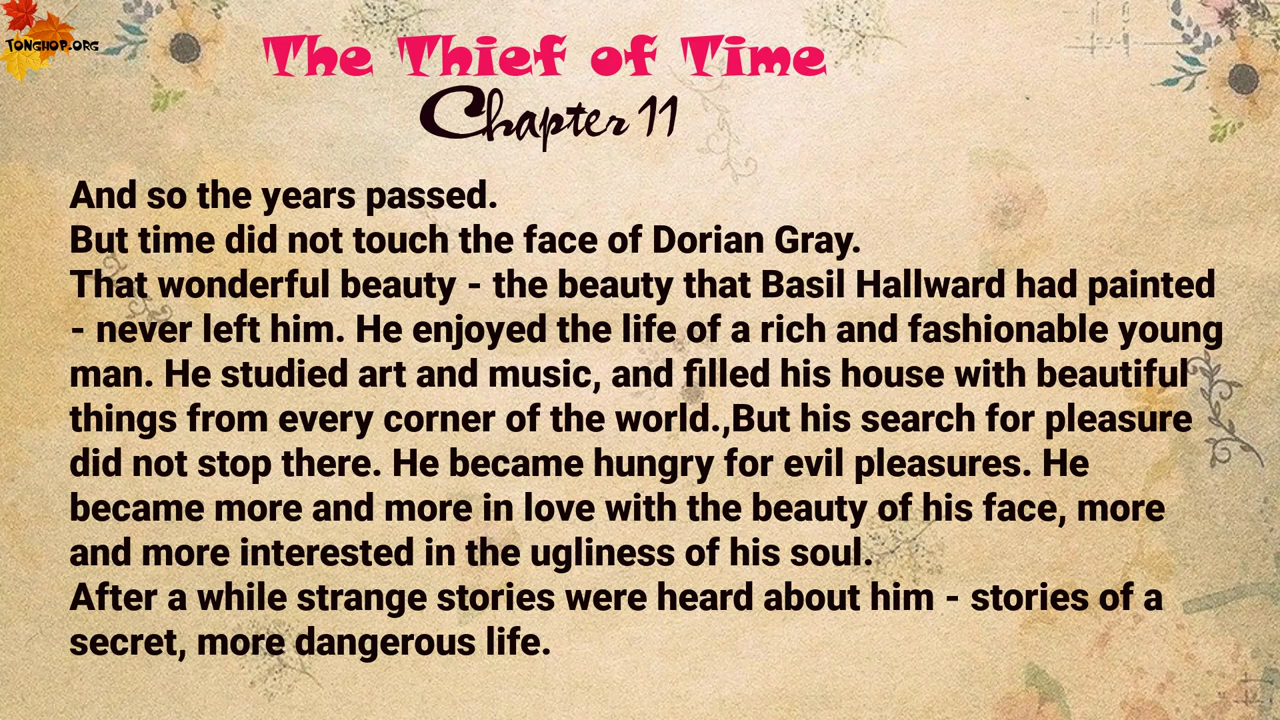 TONGHOP.ORG
The Thief of Time
Chapter 11
And so the years passed.
But time did not touch the face of Dorian Gray.
That wonderful beauty - the beauty that Basil Hallward had painted
- never left him. He enjoyed the life of a rich and fashionable young
man. He studied art and music, and filled his house with beautiful
things from every corner of the world.,But his search for pleasure
did not stop there. He became hungry for evil pleasures. He
became more and more in love with the beauty of his face, more
and more interested in the ugliness of his soul.
After a while strange stories were heard about him - stories of a
secret, more dangerous life.